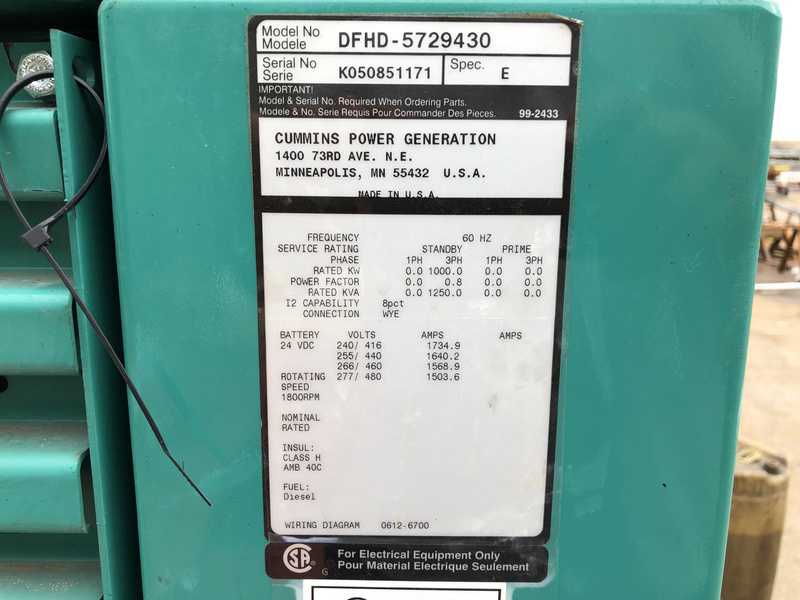 Model No
Modele
DFHD-5729430
Serial No
Serie
K050851171
Spec.
E
IMPORTANT!
Model & Serial No. Required When Ordering Parts.
Modele & No. Serie Requis Pour Commander Des Pieces. 99-2433
CUMMINS POWER GENERATION
1400 73RD AVE. N.E.
MINNEAPOLIS, MN 55432 U.S.A.
MADE IN U.S.A.
FREQUENCY 60 HZ
SERVICE RATING STANDBY PRIME
PHASE 1PH 3PH 1PH 3PH
RATED KW 0.0 1000.0 0.0 0.0
POWER FACTOR 0.0 0.8 0.0 0.0
RATED KVA 0.0 1250.0 0.0 0.0
I2 CAPABILITY 8pct
CONNECTION WYE
BATTERY VOLTS AMPS AMPS
24 VDC 240/ 416 1734.9
255/ 440 1640.2
266/ 460 1568.9
ROTATING 277/ 480 1503.6
SPEED
1800RPM
NOMINAL
RATED
INSUL:
CLASS H
AMB 40C
FUEL:
Diesel
WIRING DIAGRAM 0612-6700
SA
For Electrical Equipment Only
Pour Material Electrique Seulement